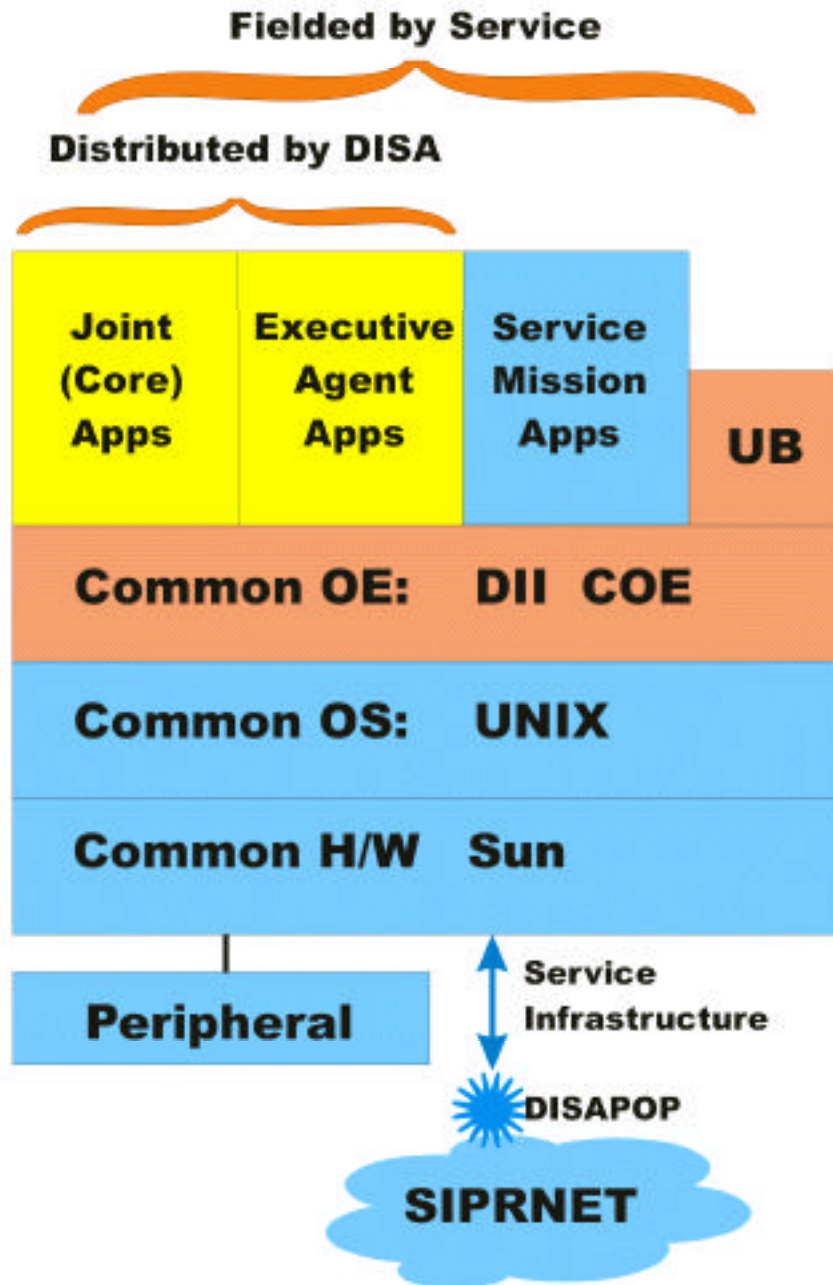 Fielded by Service
Distributed by DISA
Joint
(Core)
Apps
Executive
Agent
Apps
Service
Mission
Apps
UB
Common OE: DII COE
Common OS: UNIX
Common H/W Sun
Peripheral
Service
Infrastructure
DISAPOP
SIPRNET